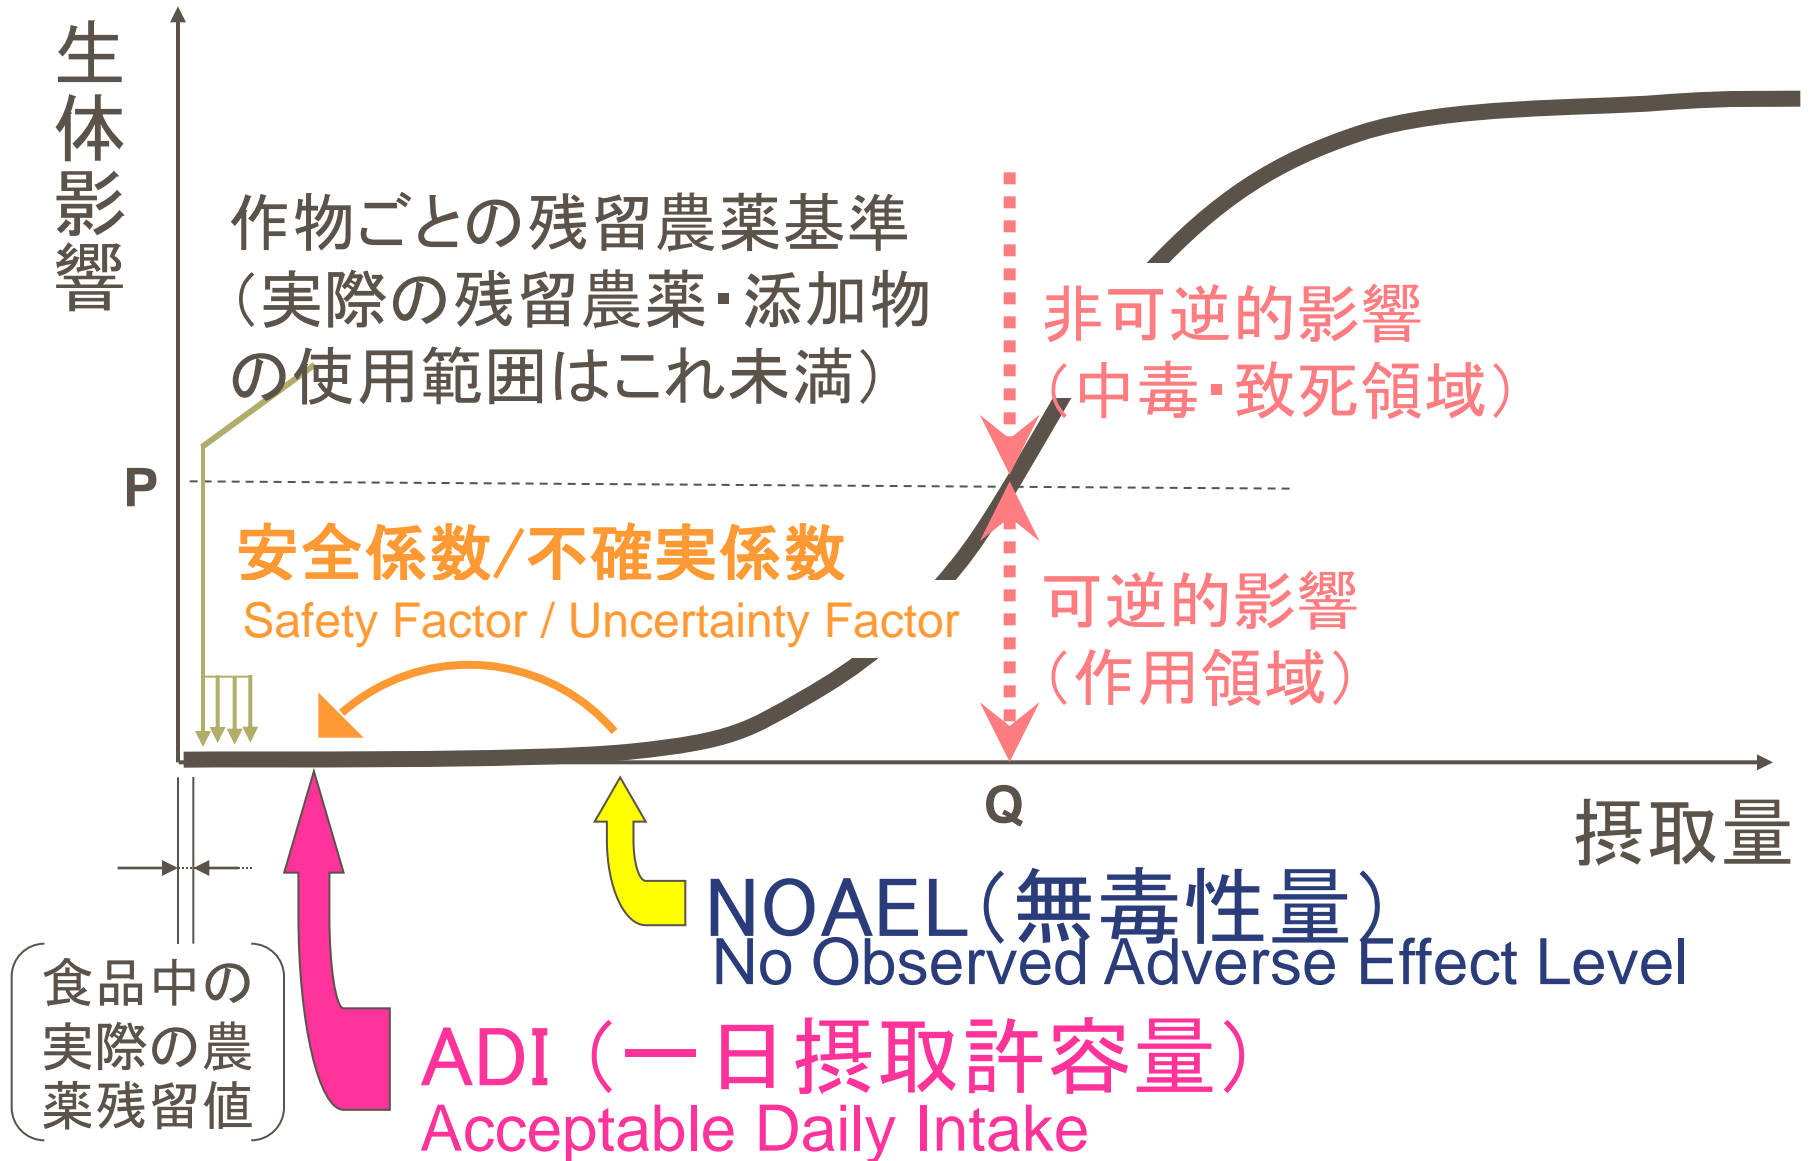 生体影響
作物ごとの残留農薬基準
（実際の残留農薬・添加物
の使用範囲はこれ未満）
非可逆的影響
（中毒・致死領域）
P
安全係数/不確実係数
Safety Factor / Uncertainty Factor
可逆的影響
（作用領域）
Q
摂取量
NOAEL（無毒性量）
No Observed Adverse Effect Level
食品中の
実際の農
薬残留値
ADI（一日摂取許容量）
Acceptable Daily Intake